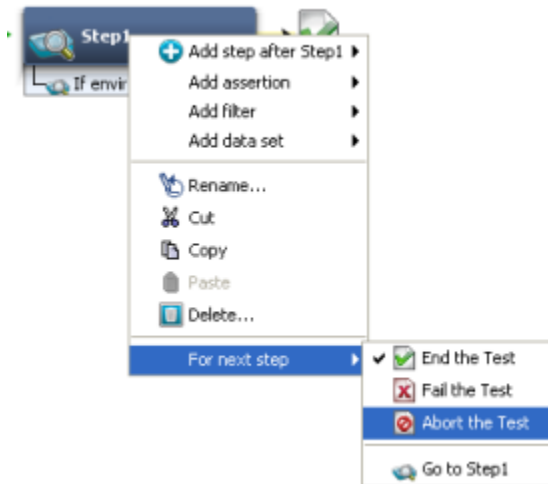 Step1
If envir
Add step after Step1
Add assertion
Add filter
Add data set
Rename...
Cut
Copy
Paste
Delete...
For next step
End the Test
Fail the Test
Abort the Test
Go to Step1